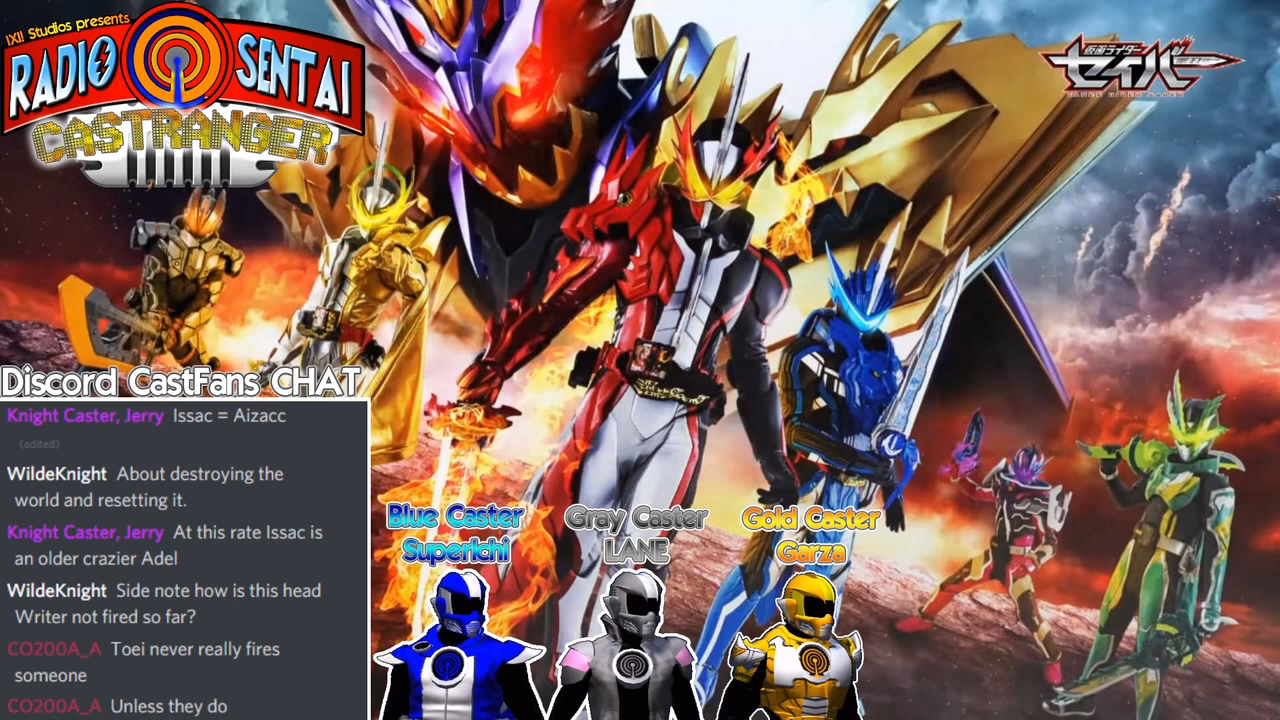 IXII Studios presents
RADIO SENTAI
CASTRANGER
仮面ライダー
セイバー
Discord CastFans CHAT
Knight Caster, Jerry Issac = Aizacc
(edited)
WildeKnight About destroying the
world and resetting it.
Knight Caster, Jerry At this rate Issac is
an older crazier Adel
WildeKnight Side note how is this head
Writer not fired so far?
CO200A_A Toei never really fires
someone
CO200A_A Unless they do
Blue Caster
SuperIchi
Gray Caster
LANE
Gold Caster
Garza